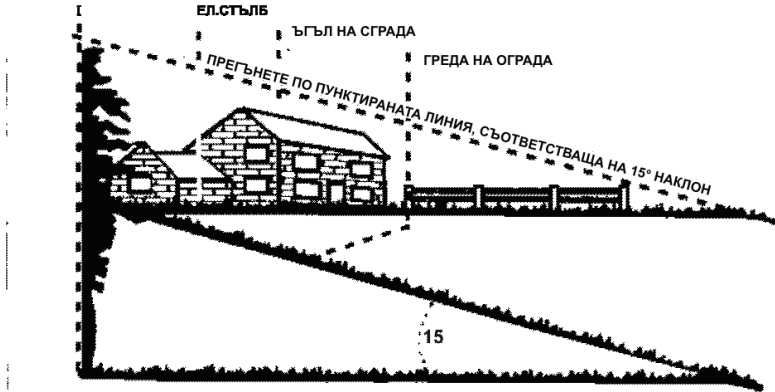 I
ЕЛ.СТЪЛБ
ЪГЪЛ НА СГРАДА
ГРЕДА НА ОГРАДА
ПРЕГЪНЕТЕ ПО ПУНКТИРАНАТА ЛИНИЯ, СЪОТВЕТСТВАЩА НА 15° НАКЛОН
15